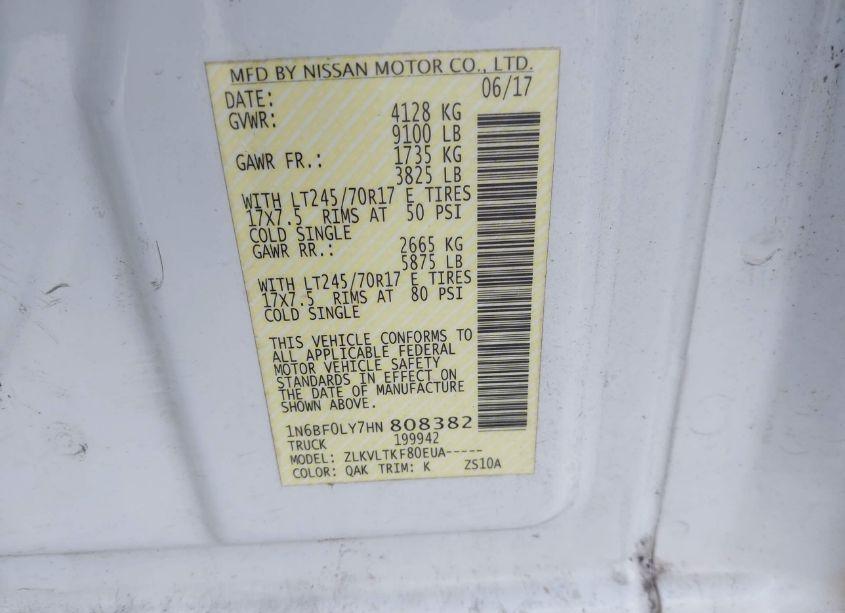 MFD BY NISSAN MOTOR CO., LTD.
DATE: 06/17
GVWR: 4128 KG
9100 LB
GAWR FR.: 1735 KG
3825 LB
WITH LT245/70R17 E TIRES
17X7.5 RIMS AT 50 PSI
COLD SINGLE
GAWR RR.: 2665 KG
5875 LB
WITH LT245/70R17 E TIRES
17X7.5 RIMS AT 80 PSI
COLD SINGLE
THIS VEHICLE CONFORMS TO
ALL APPLICABLE FEDERAL
MOTOR VEHICLE SAFETY
STANDARDS IN EFFECT ON
THE DATE OF MANUFACTURE
SHOWN ABOVE.
1N6BF0LY7HN 808382
TRUCK 199942
MODEL: ZLKVLTKF80EUA-----
COLOR: QAK TRIM: K ZS10A